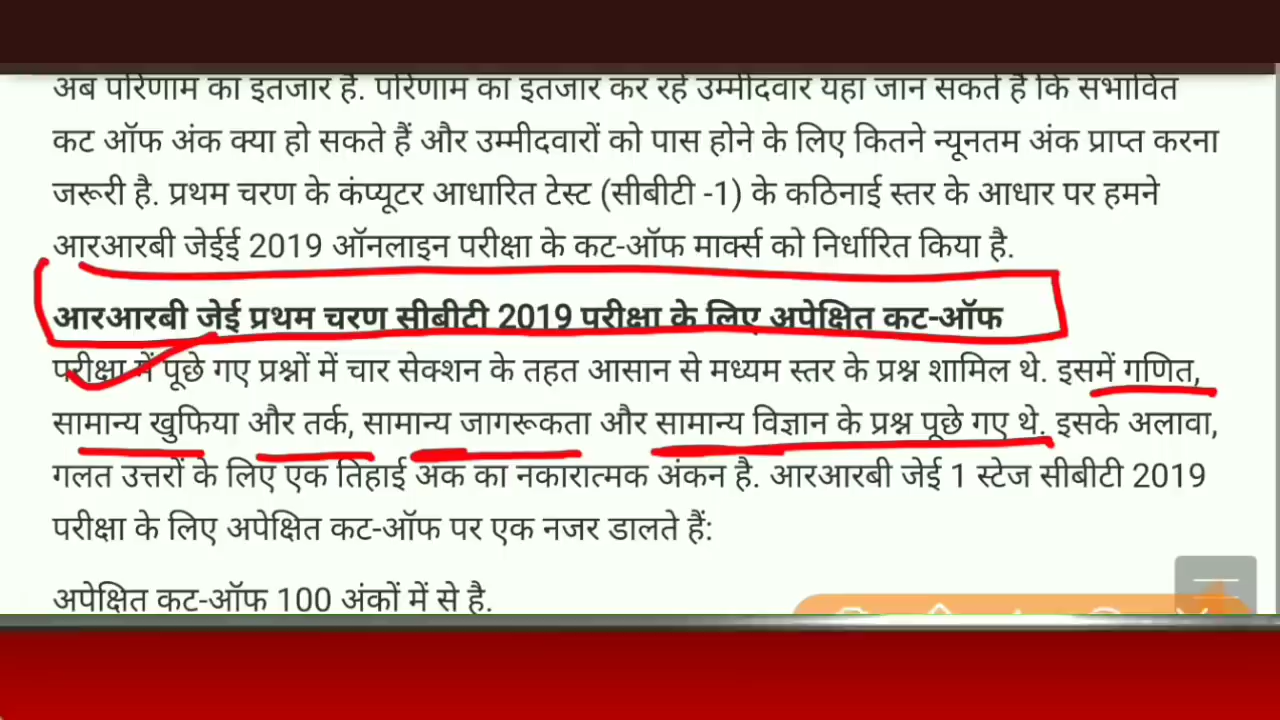 अब परिणाम का इंतजार है. परिणाम का इंतजार कर रहे उम्मीदवार यहां जान सकते हैं कि संभावित
कट ऑफ अंक क्या हो सकते हैं और उम्मीदवारों को पास होने के लिए कितने न्यूनतम अंक प्राप्त करना
जरूरी है. प्रथम चरण के कंप्यूटर आधारित टेस्ट (सीबीटी -1) के कठिनाई स्तर के आधार पर हमने
आरआरबी जेईई 2019 ऑनलाइन परीक्षा के कट-ऑफ मार्क्स को निर्धारित किया है.
आरआरबी जेई प्रथम चरण सीबीटी 2019 परीक्षा के लिए अपेक्षित कट-ऑफ
परीक्षा में पूछे गए प्रश्नों में चार सेक्शन के तहत आसान से मध्यम स्तर के प्रश्न शामिल थे. इसमें गणित,
सामान्य खुफिया और तर्क, सामान्य जागरूकता और सामान्य विज्ञान के प्रश्न पूछे गए थे. इसके अलावा,
गलत उत्तरों के लिए एक तिहाई अंक का नकारात्मक अंकन है. आरआरबी जेई 1 स्टेज सीबीटी 2019
परीक्षा के लिए अपेक्षित कट-ऑफ पर एक नजर डालते हैं:
अपेक्षित कट-ऑफ 100 अंकों में से है.